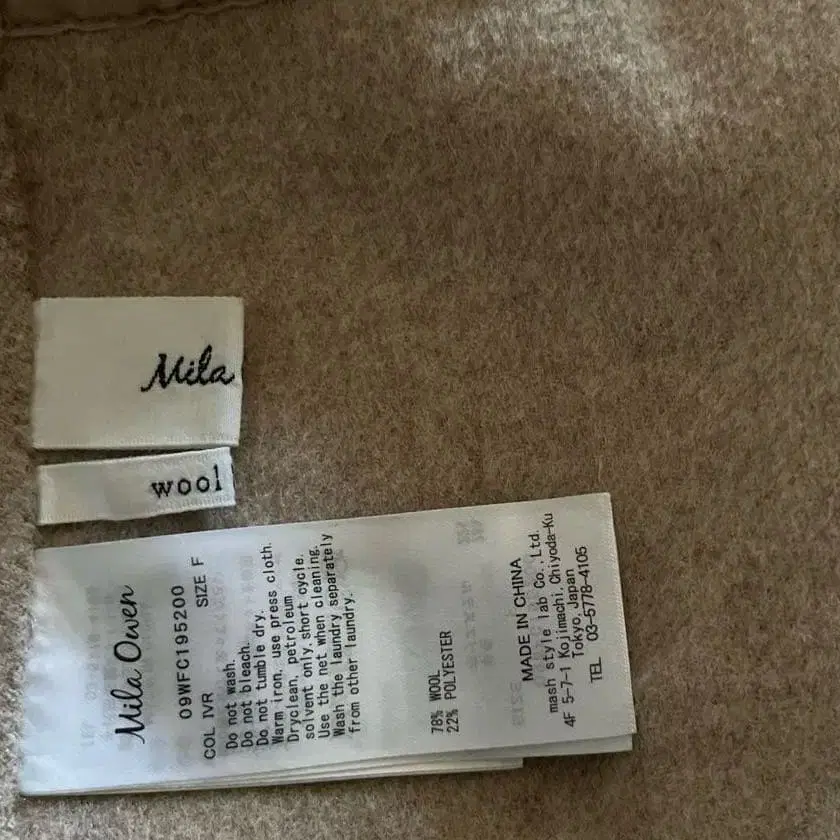 Mila
wool
Mila Owen
09WFC195200
COL IVR SIZE F
Do not wash.
Do not bleach.
Do not tumble dry.
Warm iron, use press cloth.
Dryclean, petroleum
solvent only, short cycle.
Use the net when cleaning.
Wash the laundry separately
from other laundry.
78% WOOL
22% POLYESTER
MADE IN CHINA
mash style lab Co.,Ltd.
4F 5-7-1 Kojimachi,Chiyoda-Ku
Tokyo,Japan
TEL 03-5778-4105